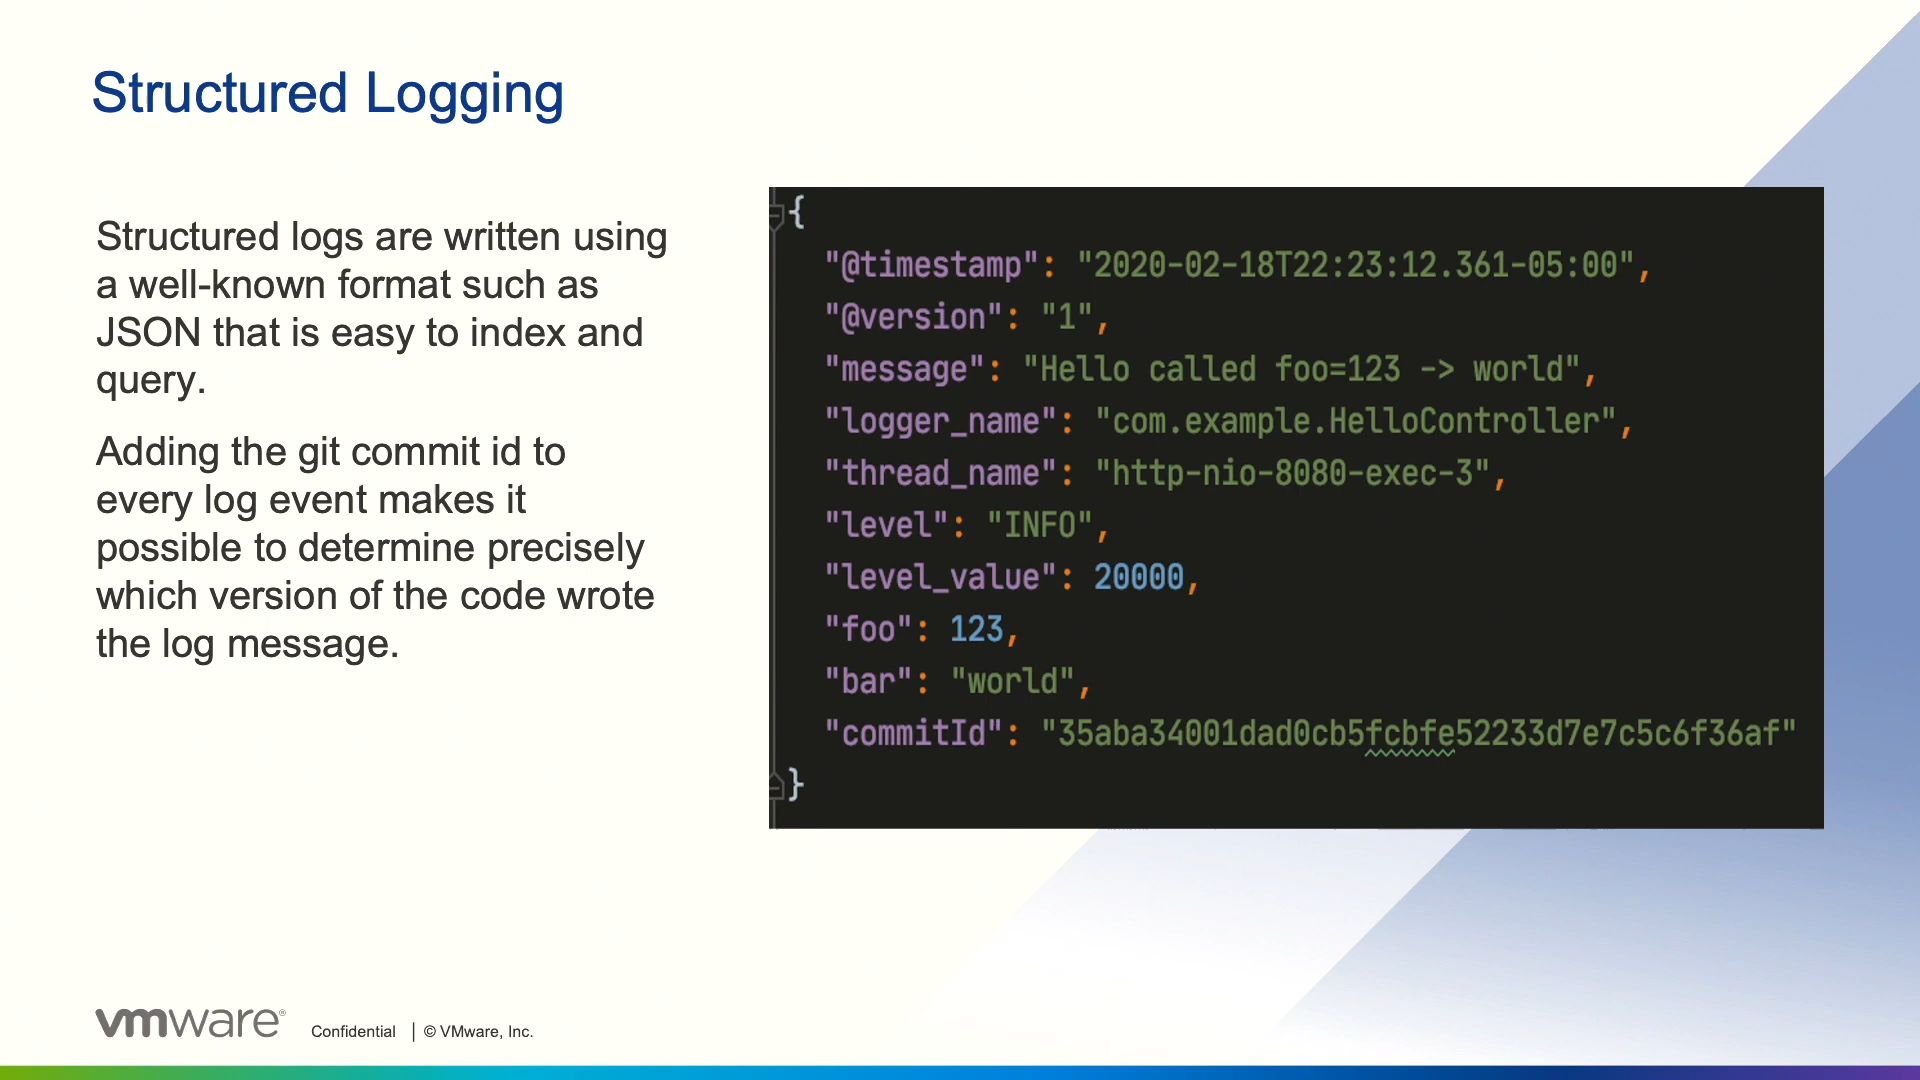 Structured Logging
Structured logs are written using
a well-known format such as
JSON that is easy to index and
query.
Adding the git commit id to
every log event makes it
possible to determine precisely
which version of the code wrote
the log message.
{
"@timestamp": "2020-02-18T22:23:12.361-05:00",
"@version": "1",
"message": "Hello called foo=123 -> world",
"logger_name": "com.example.HelloController",
"thread_name": "http-nio-8080-exec-3",
"level": "INFO",
"level_value": 20000,
"foo": 123,
"bar": "world",
"commitId": "35aba34001dad0cb5fcbfe52233d7e7c5c6f36af"
}
vmware® Confidential | © VMware, Inc.